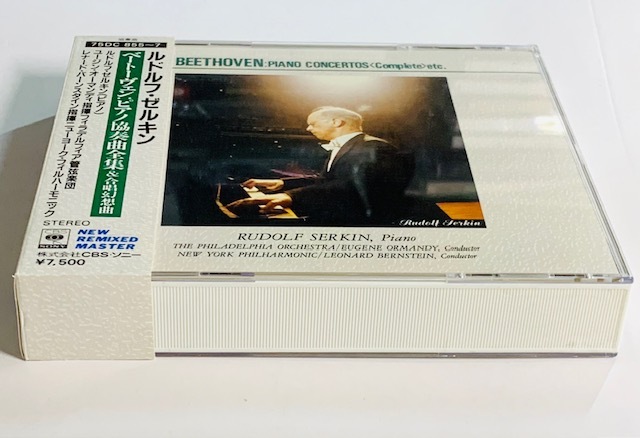 75DC 855~7
ルドルフ・ゼルキン
ベートーヴェン:ピアノ協奏曲全集&合唱幻想曲
ルドルフ・ゼルキン(ピアノ)
ユージン・オーマンディ指揮フィラデルフィア管弦楽団
レナード・バーンスタイン指揮ニューヨーク・フィルハーモニック
STEREO
CBS
SONY
NEW
REMIXED
MASTER
株式会社CBS・ソニー
¥7,500
BEETHOVEN:PIANO CONCERTOS<Complete>etc.
Rudolf Serkin
RUDOLF SERKIN, Piano
THE PHILADELPHIA ORCHESTRA/EUGENE ORMANDY, Conductor
NEW YORK PHILHARMONIC/LEONARD BERNSTEIN, Conductor